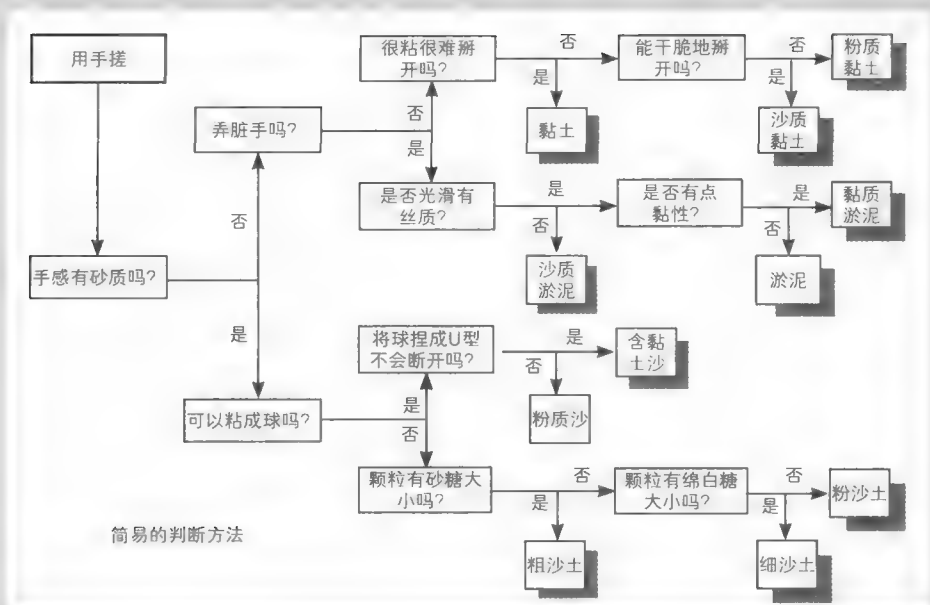 用手搓
很粘很难掰
开吗?
否
是
能干脆地掰
开吗?
否
是
粉质
黏土
黏土
沙质
黏土
弄脏手吗?
否
是
是否光滑有
丝质?
是
否
是否有点
黏性?
是
否
黏质
淤泥
沙质
淤泥
淤泥
手感有砂质吗?
否
是
将球捏成U型
不会断开吗?
是
否
含黏
土沙
粉质沙
可以粘成球吗?
是
否
颗粒有砂糖大
小吗?
否
是
颗粒有绵白糖
大小吗?
否
是
粉沙土
粗沙土
细沙土
简易的判断方法